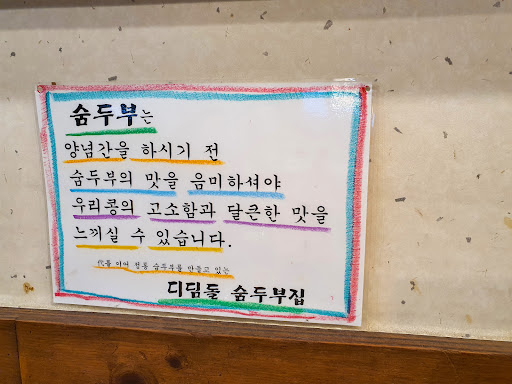 숨두부는
양념간을 하시기 전
숨두부의 맛을 음미하셔야
우리콩의 고소함과 달큰한 맛을
느끼실 수 있습니다.
代를 이어 전통 숨두부를 만들고 있는
디딤돌 숨두부집